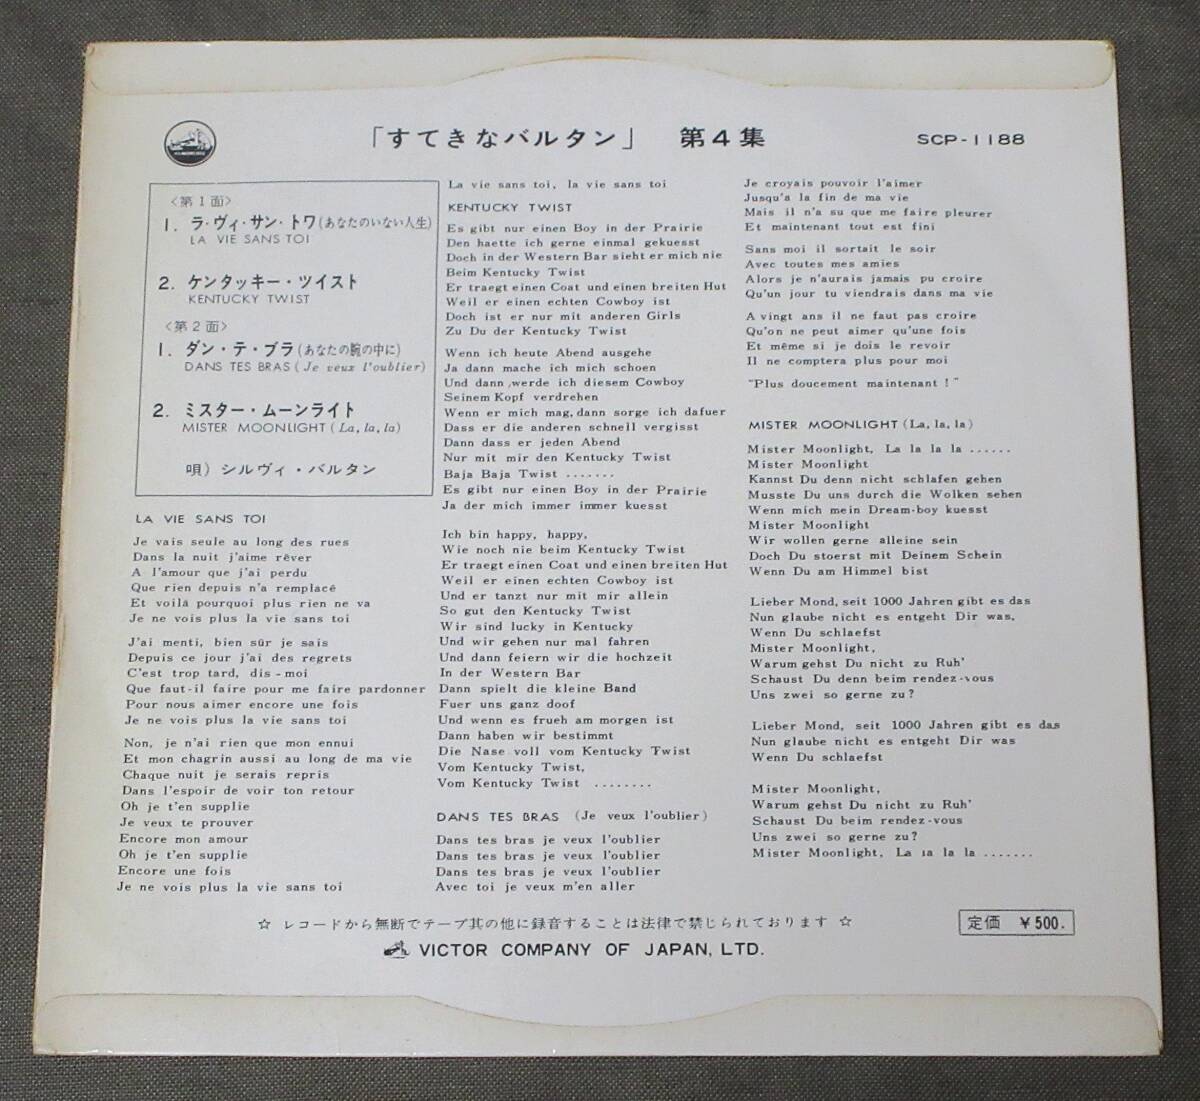 「すてきなバルタン」 第4集
SCP-1188
〈第1面〉
1. ラ・ヴィ・サン・トワ(あなたのいない人生)
LA VIE SANS TOI
2. ケンタッキー・ツイスト
KENTUCKY TWIST
〈第2面〉
1. ダン・テ・ブラ(あなたの腕の中に)
DANS TES BRAS (Je veux l'oublier)
2. ミスター・ムーンライト
MISTER MOONLIGHT (La, la, la)
唄) シルヴィ・バルタン
LA VIE SANS TOI
Je vais seule au long des rues
Dans la nuit j'aime rêver
A l'amour que j'ai perdu
Que rien depuis n'a remplacé
Et voilà pourquoi plus rien ne va
Je ne vois plus la vie sans toi
J'ai menti, bien sûr je sais
Depuis ce jour j'ai des regrets
C'est trop tard, dis-moi
Que faut-il faire pour me faire pardonner
Pour nous aimer encore une fois
Je ne vois plus la vie sans toi
Non, je n'ai rien que mon ennui
Et mon chagrin aussi au long de ma vie
Chaque nuit je serais repris
Dans l'espoir de voir ton retour
Oh je t'en supplie
Je veux te prouver
Encore mon amour
Oh je t'en supplie
Encore une fois
Je ne vois plus la vie sans toi
La vie sans toi, la vie sans toi
KENTUCKY TWIST
Es gibt nur einen Boy in der Prairie
Den haette ich gerne einmal gekuesst
Doch in der Western Bar sieht er mich nie
Beim Kentucky Twist
Er traegt einen Coat und einen breiten Hut
Weil er einen echten Cowboy ist
Doch ist er nur mit anderen Girls
Zu Du der Kentucky Twist
Wenn ich heute Abend ausgehe
Ja dann mache ich mich schoen
Und dann, werde ich diesem Cowboy
Seinem Kopf verdrehen
Wenn er mich mag, dann sorge ich dafuer
Dass er die anderen schnell vergisst
Dann dass er jeden Abend
Nur mit mir den Kentucky Twist
Baja Baja Twist .......
Es gibt nur einen Boy in der Prairie
Ja der mich immer immer kuesst
Ich bin happy, happy,
Wie noch nie beim Kentucky Twist
Er traegt einen Coat und einen breiten Hut
Weil er einen echten Cowboy ist
Und er tanzt nur mit mir allein
So gut den Kentucky Twist
Wir sind lucky in Kentucky
Und wir gehen nur mal fahren
Und dann feiern wir die hochzeit
In der Western Bar
Dann spielt die kleine Band
Fuer uns ganz doof
Und wenn es frueh am morgen ist
Dann haben wir bestimmt
Die Nase voll vom Kentucky Twist
Vom Kentucky Twist,
Vom Kentucky Twist ........
DANS TES BRAS (Je veux l'oublier)
Dans tes bras je veux l'oublier
Dans tes bras je veux l'oublier
Dans tes bras je veux l'oublier
Avec toi je veux m'en aller
Je croyais pouvoir l'aimer
Jusqu'a la fin de ma vie
Mais il n'a su que me faire pleurer
Et maintenant tout est fini
Sans moi il sortait le soir
Avec toutes mes amies
Alors je n'aurais jamais pu croire
Qu'un jour tu viendrais dans ma vie
A vingt ans il ne faut pas croire
Qu'on ne peut aimer qu'une fois
Et même si je dois le revoir
Il ne comptera plus pour moi
"Plus doucement maintenant !"
MISTER MOONLIGHT (La, la, la)
Mister Moonlight, La la la la ......
Mister Moonlight
Kannst Du denn nicht schlafen gehen
Musste Du uns durch die Wolken sehen
Wenn mich mein Dream-boy kuesst
Mister Moonlight
Wir wollen gerne alleine sein
Doch Du stoerst mit Deinem Schein
Wenn Du am Himmel bist
Lieber Mond, seit 1000 Jahren gibt es das
Nun glaube nicht es entgeht Dir was,
Wenn Du schlaefst
Mister Moonlight,
Warum gehst Du nicht zu Ruh'
Schaust Du denn beim rendez-vous
Uns zwei so gerne zu?
Lieber Mond, seit 1000 Jahren gibt es das
Nun glaube nicht es entgeht Dir was
Wenn Du schlaefst
Mister Moonlight,
Warum gehst Du nicht zu Ruh'
Schaust Du beim rendez-vous
Uns zwei so gerne zu?
Mister Moonlight, La la la la .......
☆ レコードから無断でテープ其の他に録音することは法律で禁じられております ☆
定価 ¥500.
VICTOR COMPANY OF JAPAN, LTD.